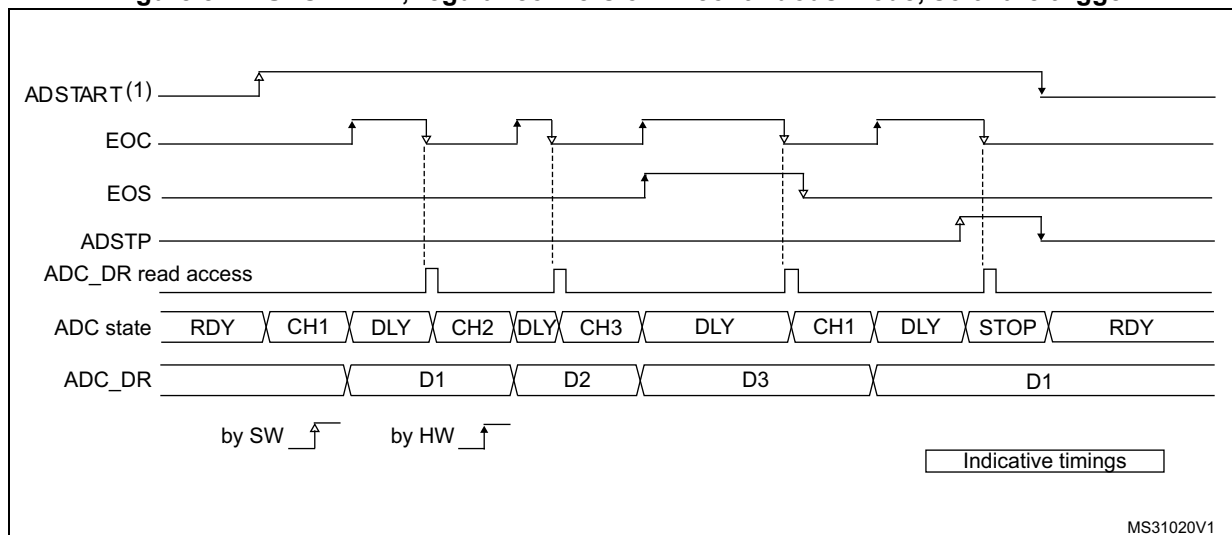 ADSTART(1)
EOC
EOS
ADSTP
ADC_DR read access
ADC state RDY CH1 DLY CH2 DLY CH3 DLY CH1 DLY STOP RDY
ADC_DR D1 D2 D3 D1
by SW by HW
Indicative timings
MS31020V1